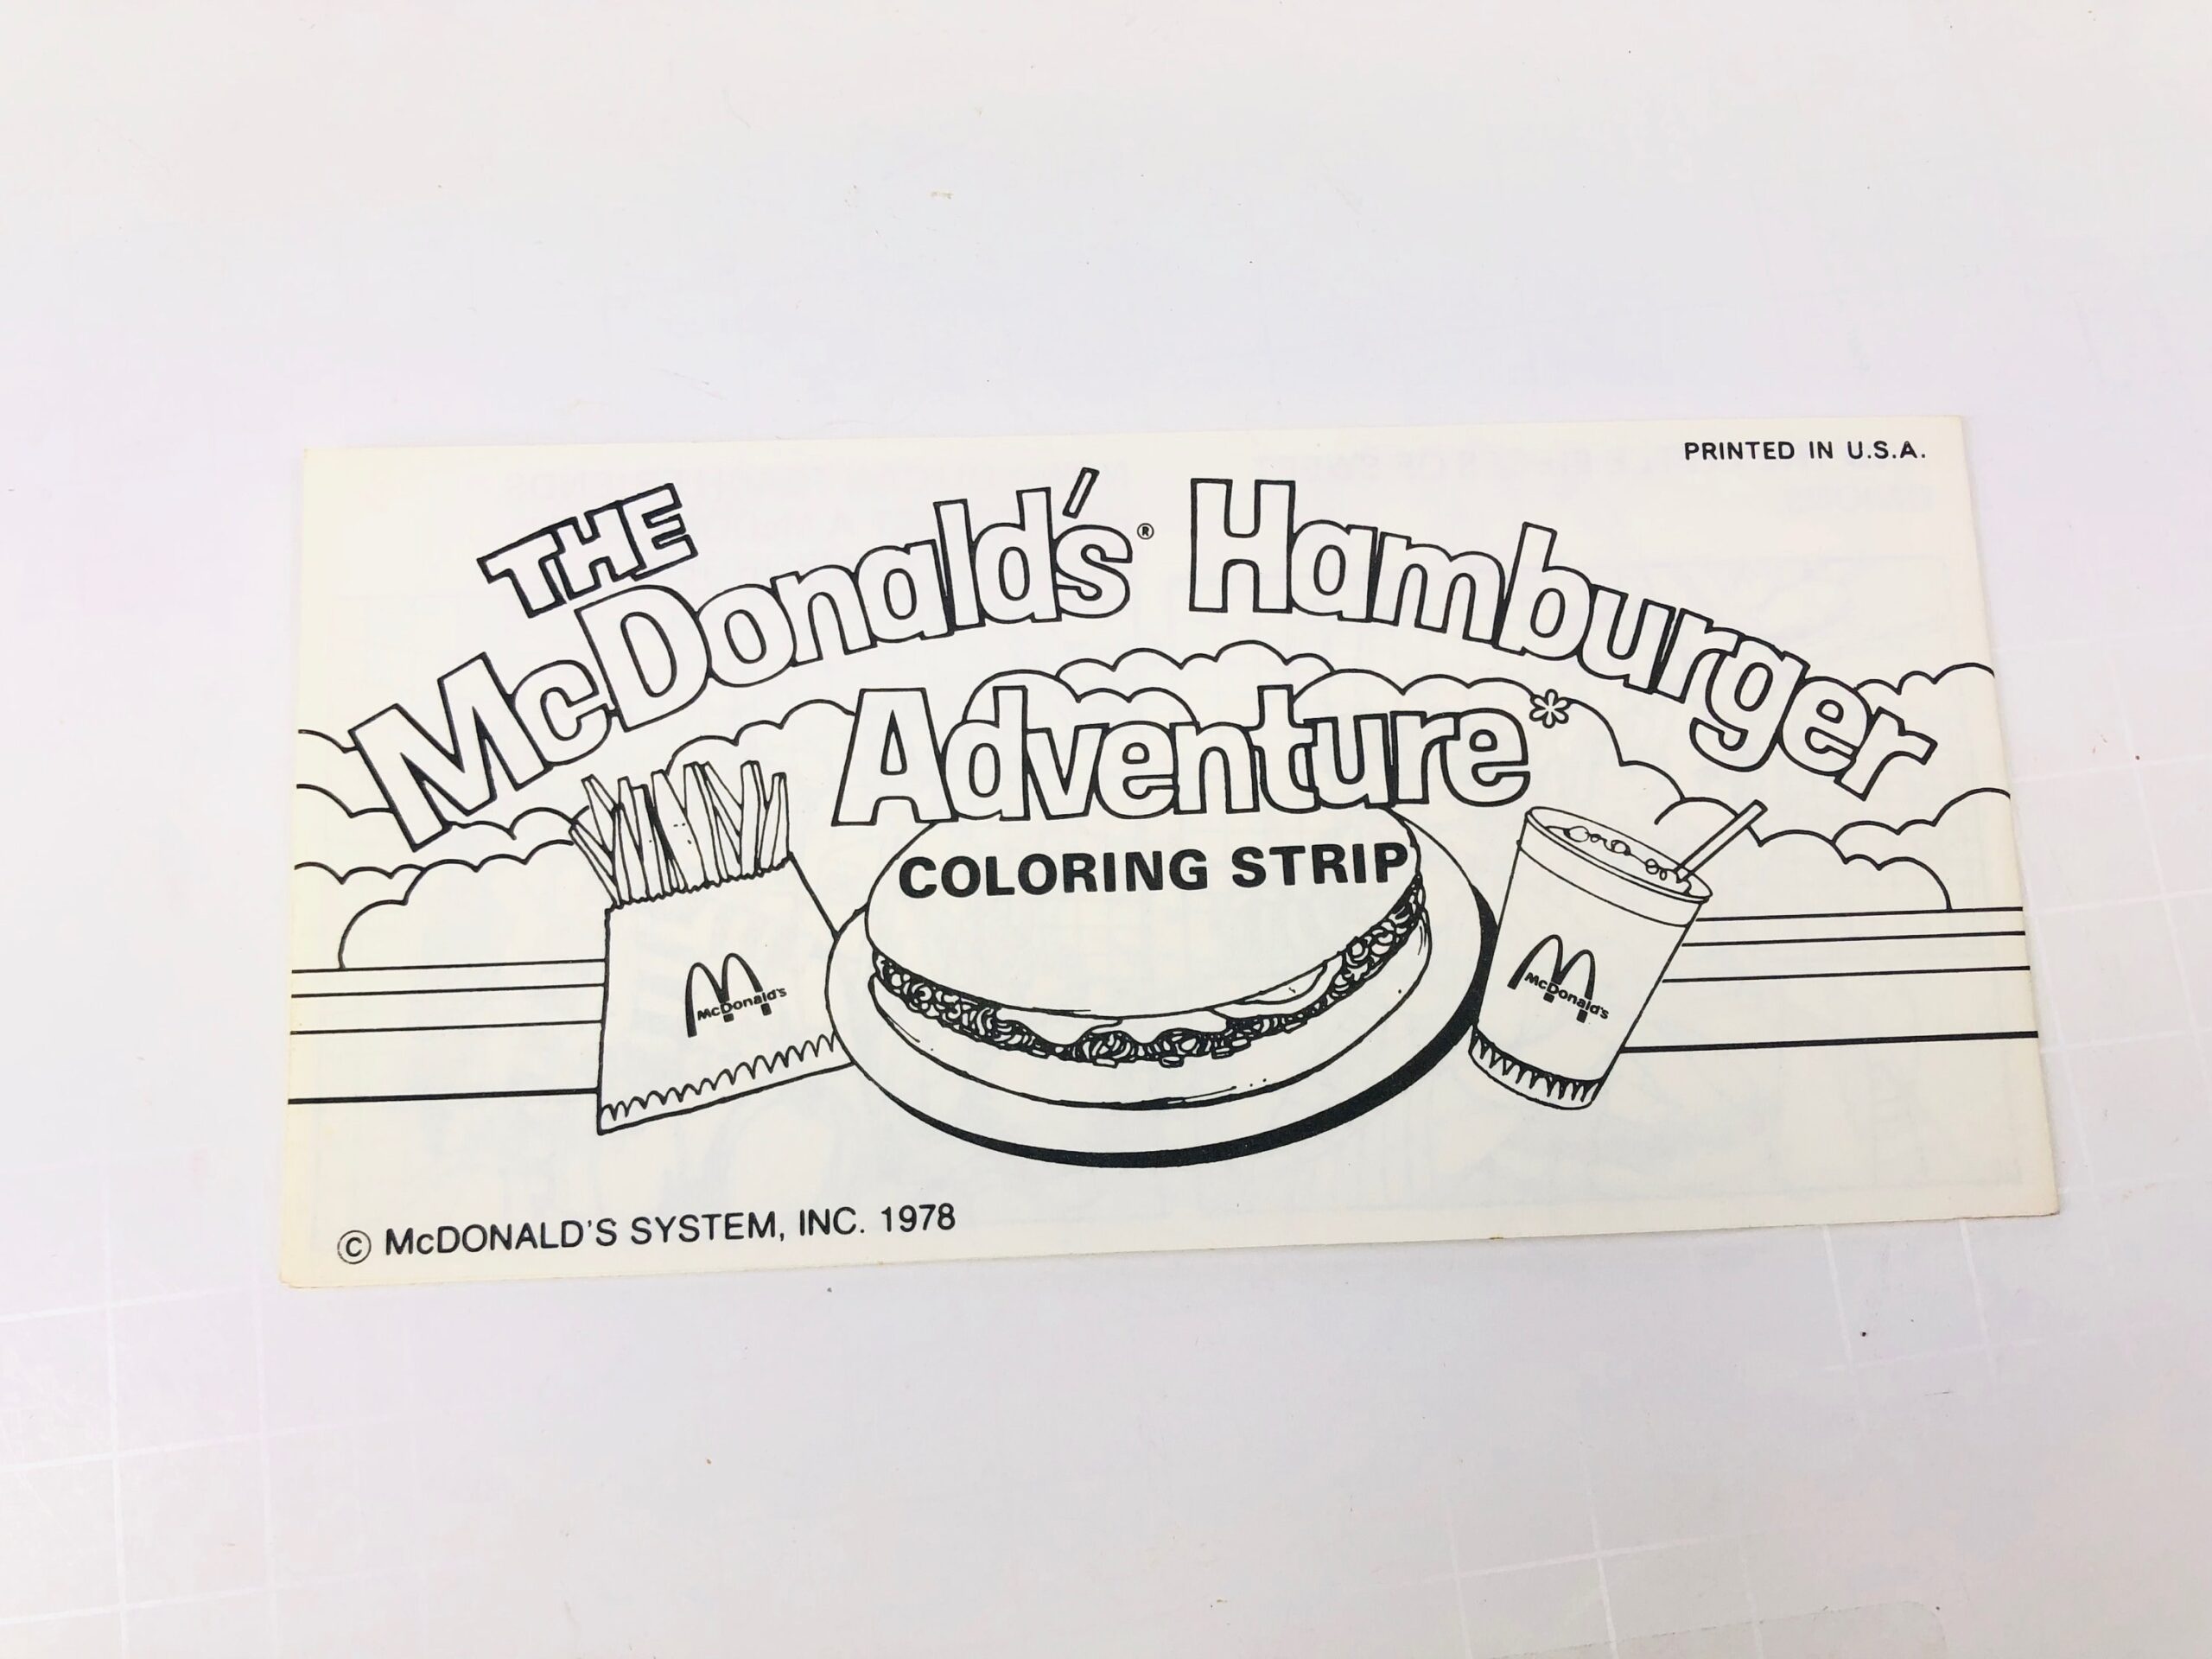 PRINTED IN U.S.A.
THE
McDonald's® Hamburger
Adventure*
COLORING STRIP
McDonald's
McDonald's
© McDONALD'S SYSTEM, INC. 1978